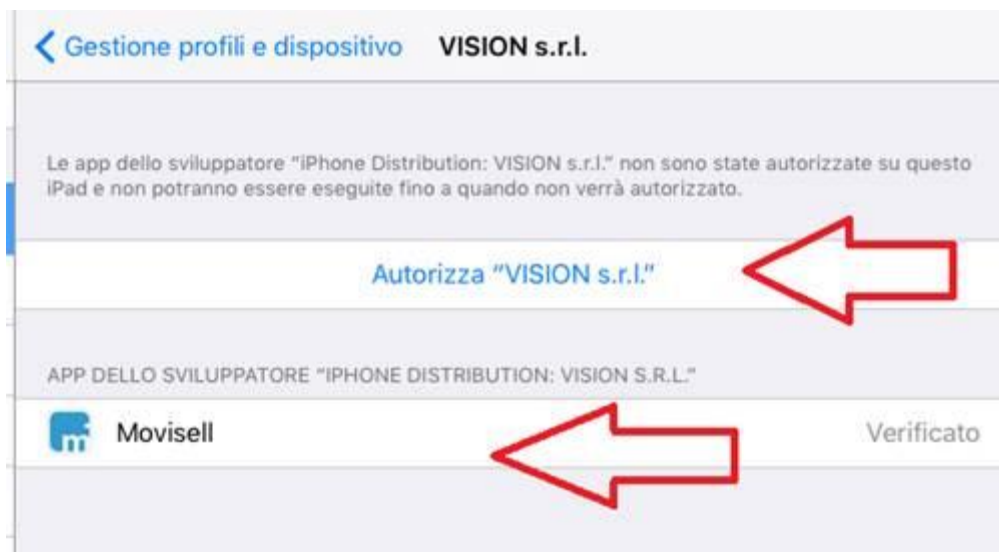 Gestione profili e dispositivo VISION s.r.l.
Le app dello sviluppatore “iPhone Distribution: VISION s.r.l.” non sono state autorizzate su questo
iPad e non potranno essere eseguite fino a quando non verrà autorizzato.
Autorizza “VISION s.r.l.”
APP DELLO SVILUPPATORE “IPHONE DISTRIBUTION: VISION S.R.L.”
m Movisell Verificato